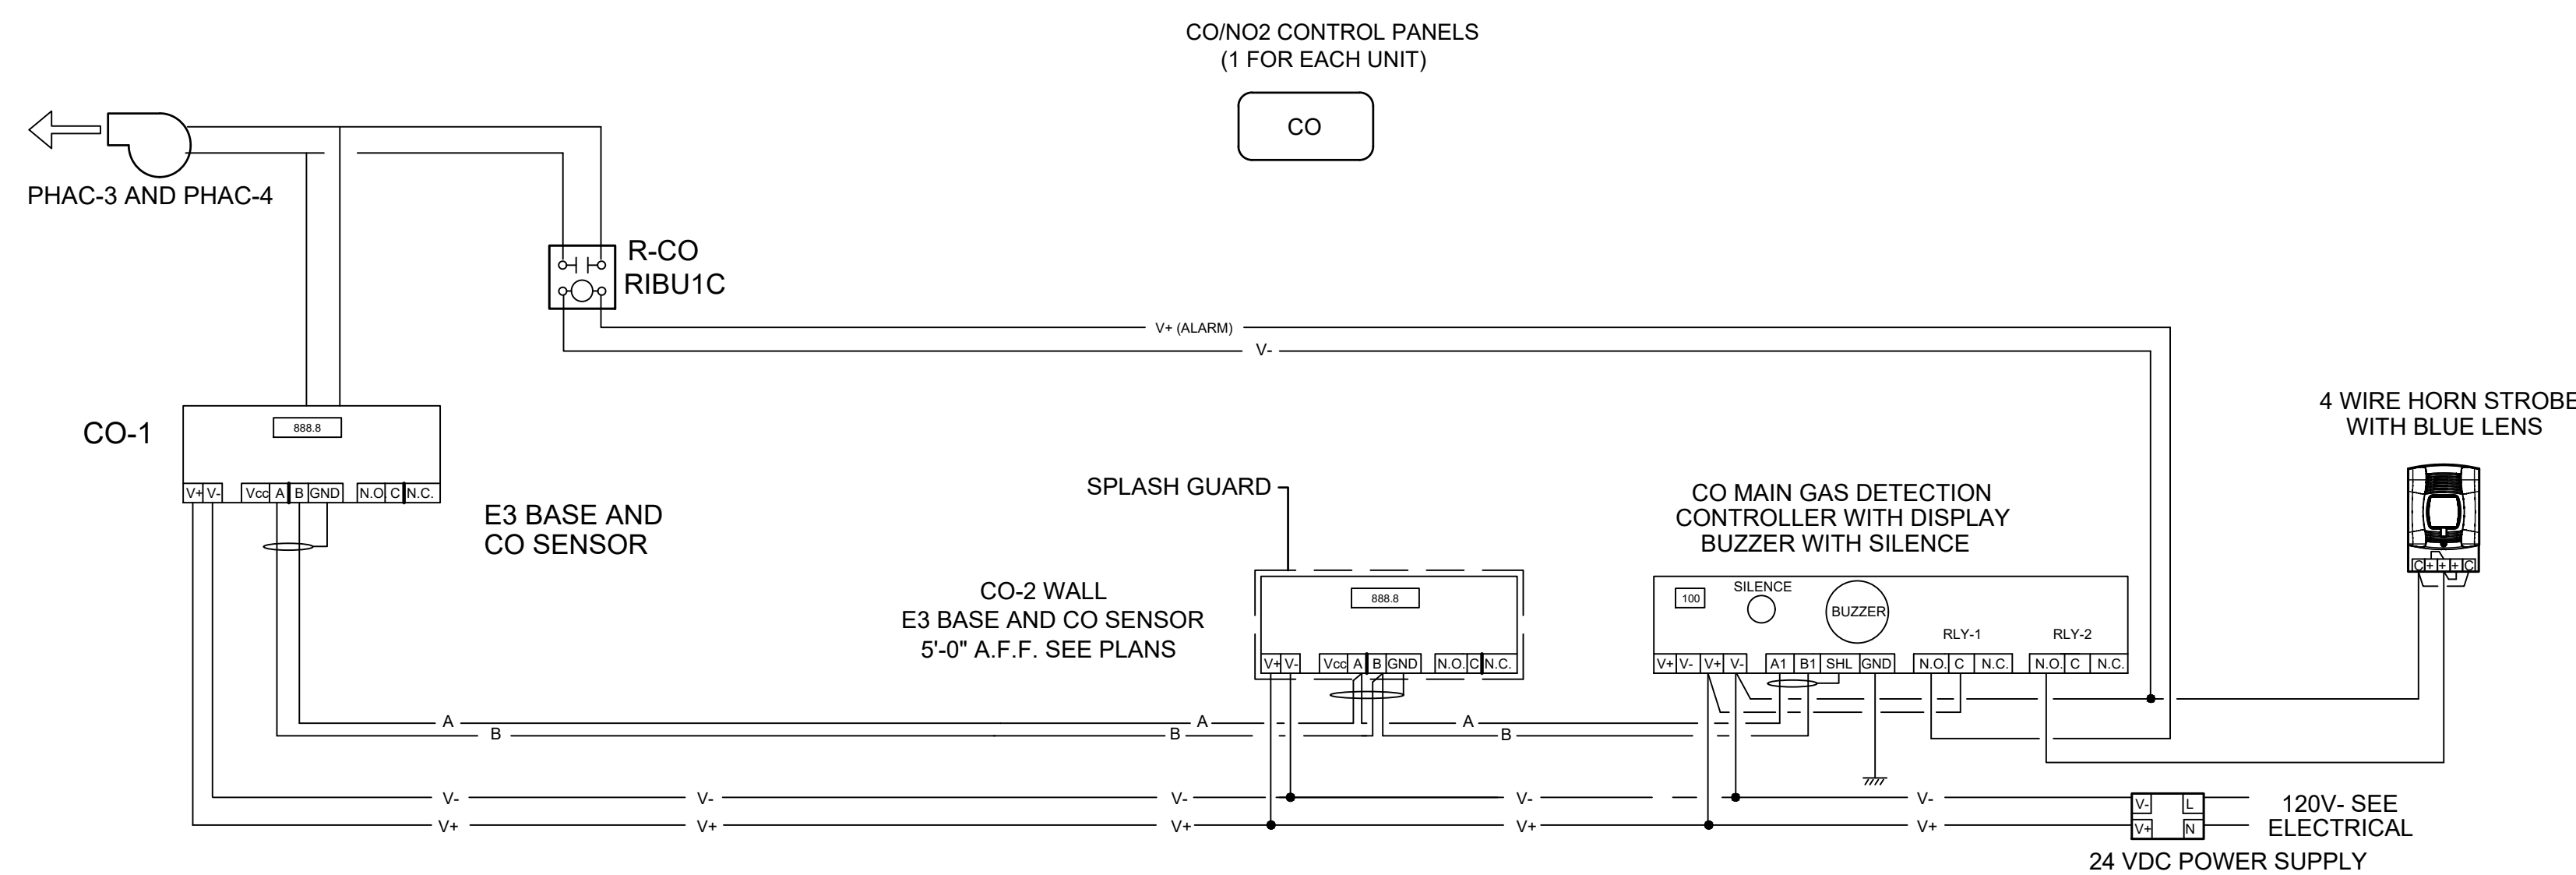 CO/NO2 CONTROL PANELS
(1 FOR EACH UNIT)
CO
PHAC-3 AND PHAC-4
R-CO
RIBU1C
V+ (ALARM)
V-
CO-1
888.8
V+ V- Vcc A B GND N.O. C N.C.
E3 BASE AND
CO SENSOR
4 WIRE HORN STROBE
WITH BLUE LENS
C + + + C
SPLASH GUARD
CO-2 WALL
E3 BASE AND CO SENSOR
5'-0" A.F.F. SEE PLANS
888.8
V+ V- Vcc A B GND N.O. C N.C.
CO MAIN GAS DETECTION
CONTROLLER WITH DISPLAY
BUZZER WITH SILENCE
100
SILENCE
BUZZER
RLY-1
RLY-2
V+ V- V+ V- A1 B1 SHL GND N.O. C N.C. N.O. C N.C.
A A A
B B B
V- V- V- V- V-
V+ V+ V+ V+ V+
V- L
V+ N
120V- SEE
ELECTRICAL
24 VDC POWER SUPPLY